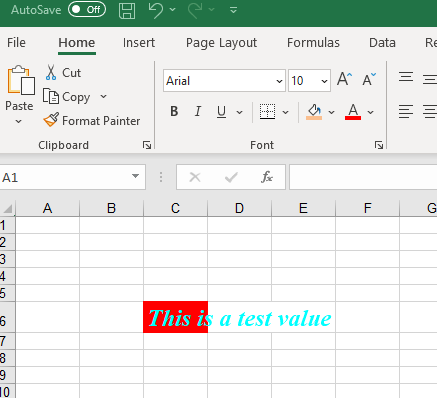 AutoSave Off
File Home Insert Page Layout Formulas Data Re
Cut
Copy
Format Painter
Paste
Clipboard
Arial 10 A A
B I U A
Font
A1 fx
A B C D E F G
1
2
3
4
5
6 This is a test value
7
8
9
10